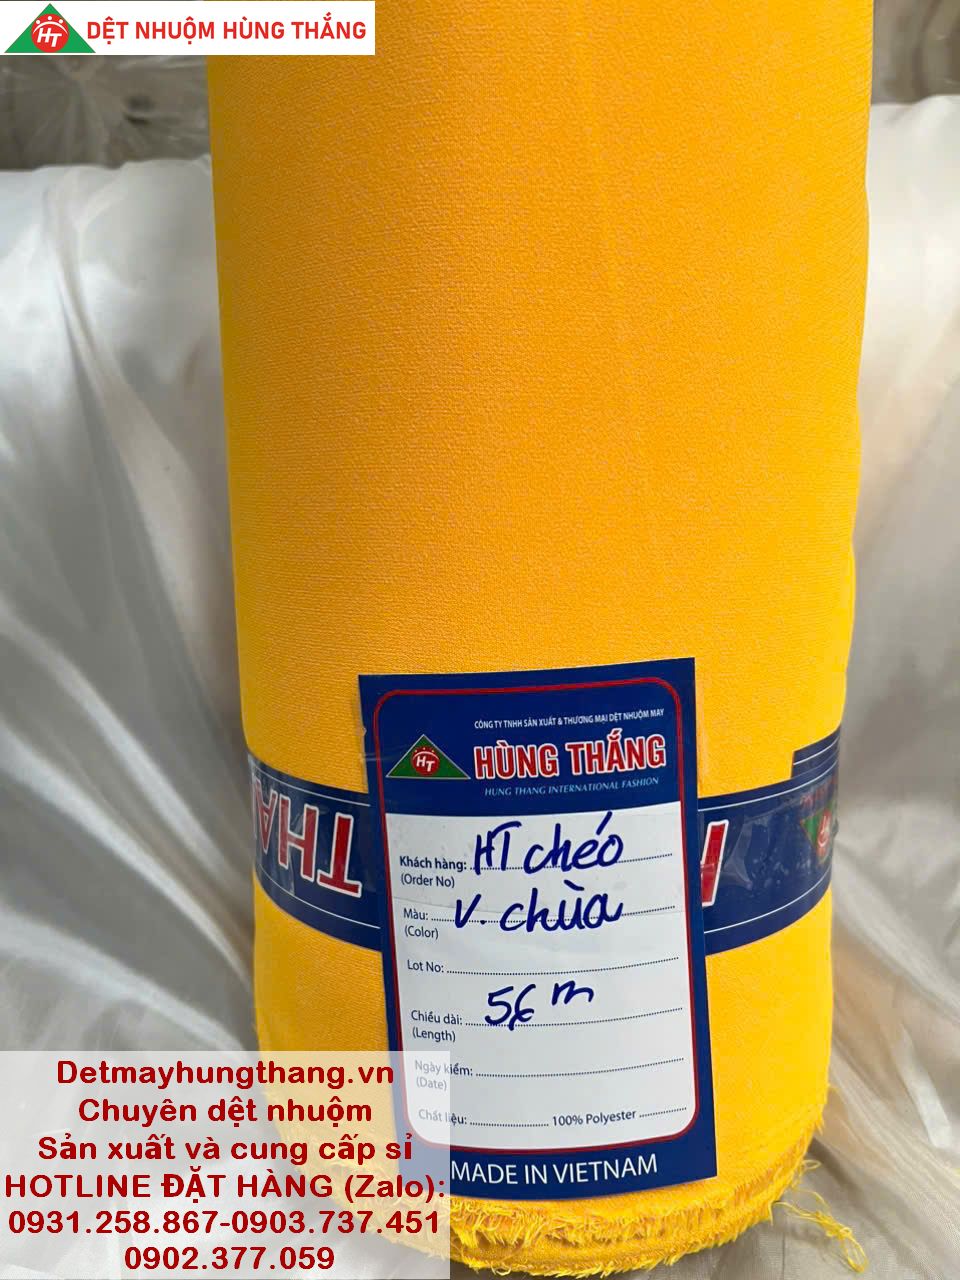 HT DỆT NHUỘM HÙNG THẮNG
CÔNG TY TNHH SẢN XUẤT & THƯƠNG MẠI DỆT NHUỘM MAY
HT HÙNG THẮNG
HUNG THANG INTERNATIONAL FASHION
Khách hàng: HT chéo
(Order No)
Màu: V. chùa
(Color)
Lot No:
Chiều dài: 56 m
(Length)
Ngày kiểm:
(Date)
Chất liệu: 100% Polyester
MADE IN VIETNAM
THA
HT
Detmayhungthang.vn
Chuyên dệt nhuộm
Sản xuất và cung cấp sỉ
HOTLINE ĐẶT HÀNG (Zalo):
0931.258.867-0903.737.451
0902.377.059